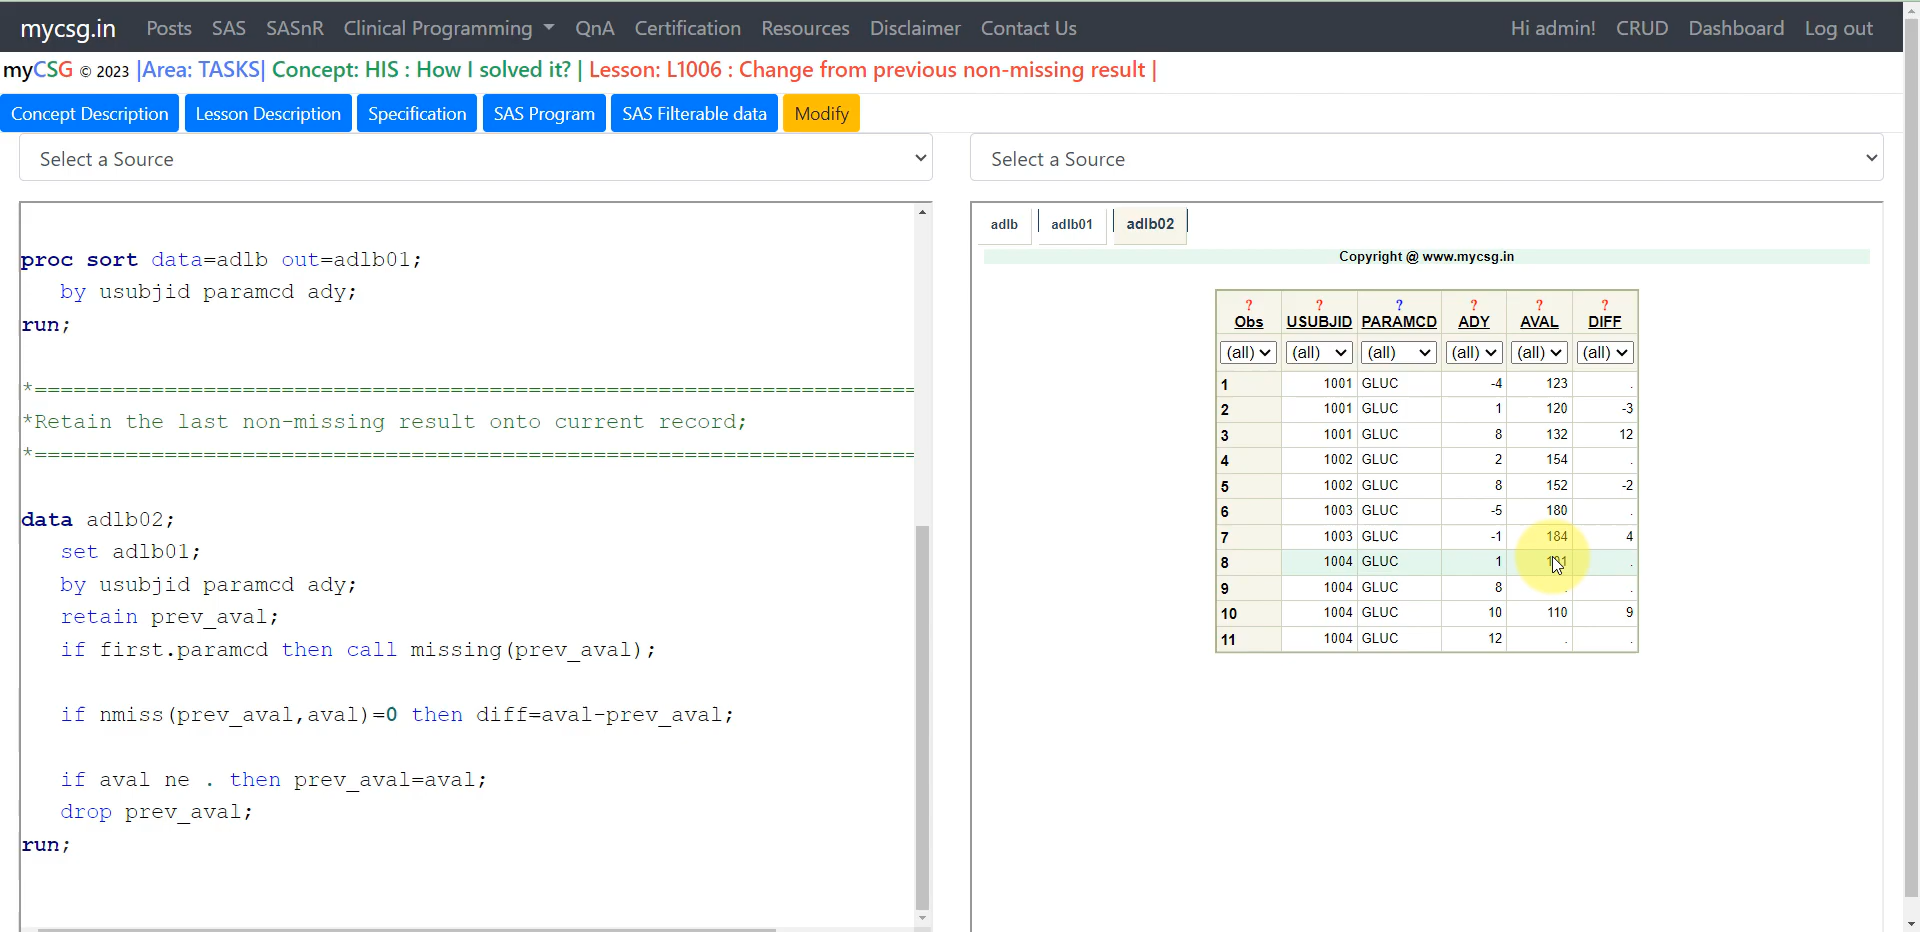 mycsg.in Posts SAS SASnR Clinical Programming QnA Certification Resources Disclaimer Contact Us Hi admin! CRUD Dashboard Log out
myCSG © 2023 |Area: TASKS| Concept: HIS : How I solved it? | Lesson: L1006 : Change from previous non-missing result |
Concept Description Lesson Description Specification SAS Program SAS Filterable data Modify
Select a Source
proc sort data=adlb out=adlb01;
by usubjid paramcd ady;
run;
*====================================================================
*Retain the last non-missing result onto current record;
*====================================================================
data adlb02;
set adlb01;
by usubjid paramcd ady;
retain prev_aval;
if first.paramcd then call missing(prev_aval);
if nmiss(prev_aval,aval)=0 then diff=aval-prev_aval;
if aval ne . then prev_aval=aval;
drop prev_aval;
run;
Select a Source
adlb adlb01 adlb02
Copyright @ www.mycsg.in
? ? ? ? ? ?
Obs USUBJID PARAMCD ADY AVAL DIFF
(all) (all) (all) (all) (all) (all)
1 1001 GLUC -4 123 .
2 1001 GLUC 1 120 -3
3 1001 GLUC 8 132 12
4 1002 GLUC 2 154 .
5 1002 GLUC 8 152 -2
6 1003 GLUC -5 180 .
7 1003 GLUC -1 184 4
8 1004 GLUC 1 .
9 1004 GLUC 8 . .
10 1004 GLUC 10 110 9
11 1004 GLUC 12 . .